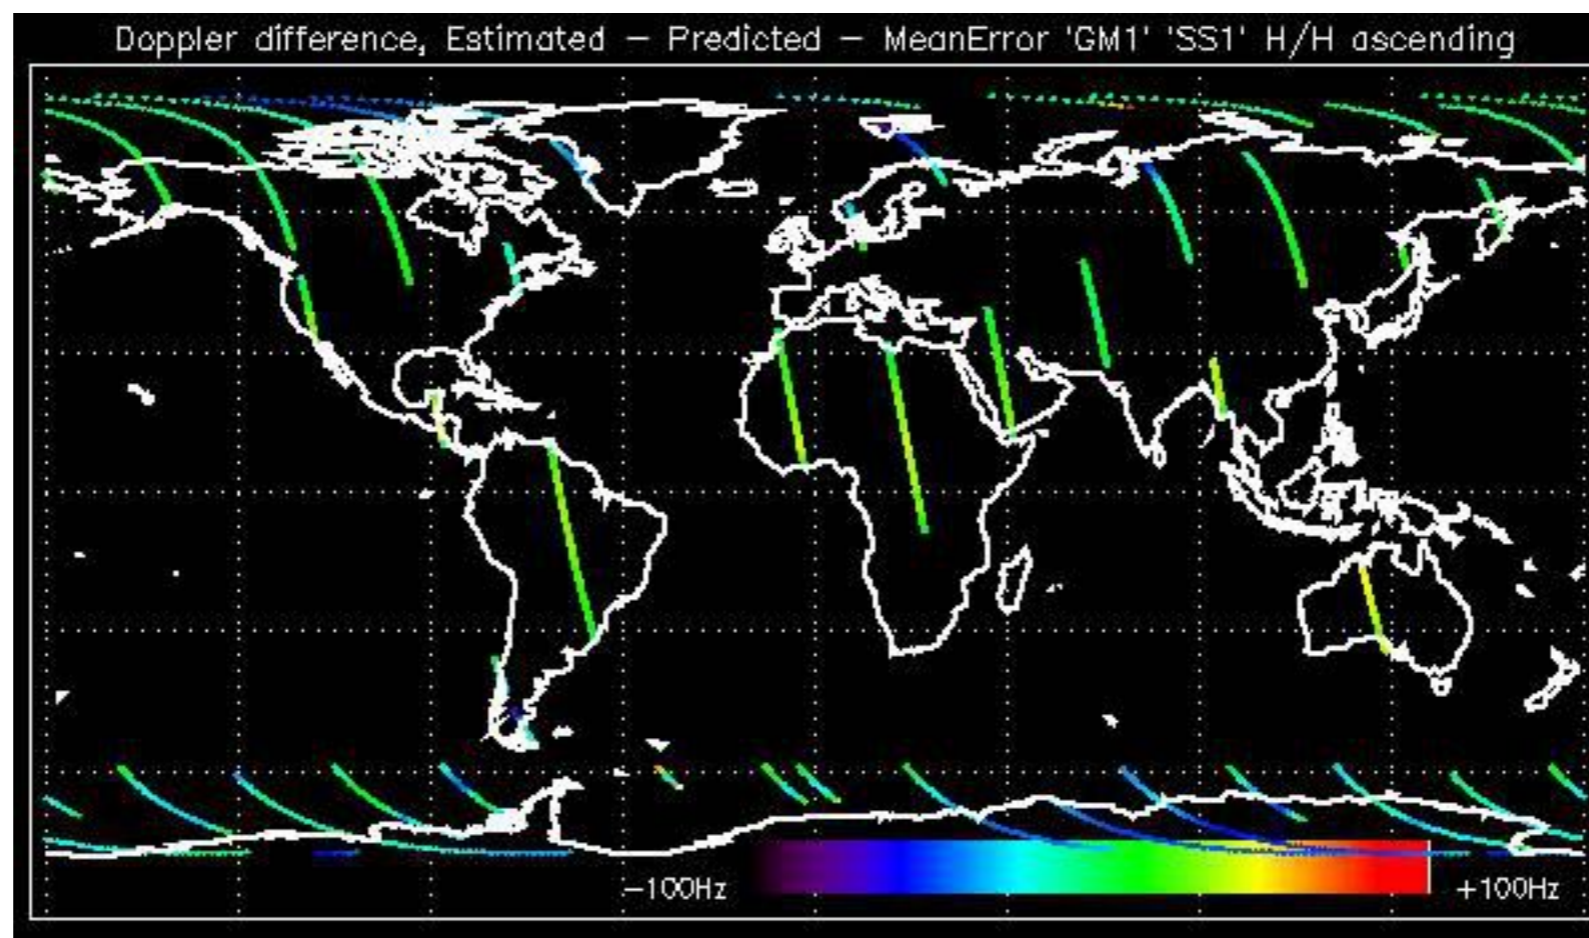 Doppler difference, Estimated — Predicted — MeanError 'GM1' 'SS1' H/H ascending
−100Hz
+100Hz